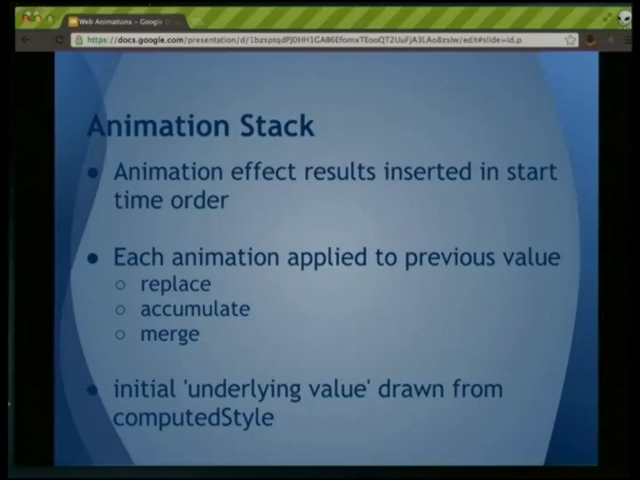 Web Animations - Google D
Animation Stack
Animation effect results inserted in start
time order
Each animation applied to previous value
replace
accumulate
merge
initial 'underlying value' drawn from
computedStyle